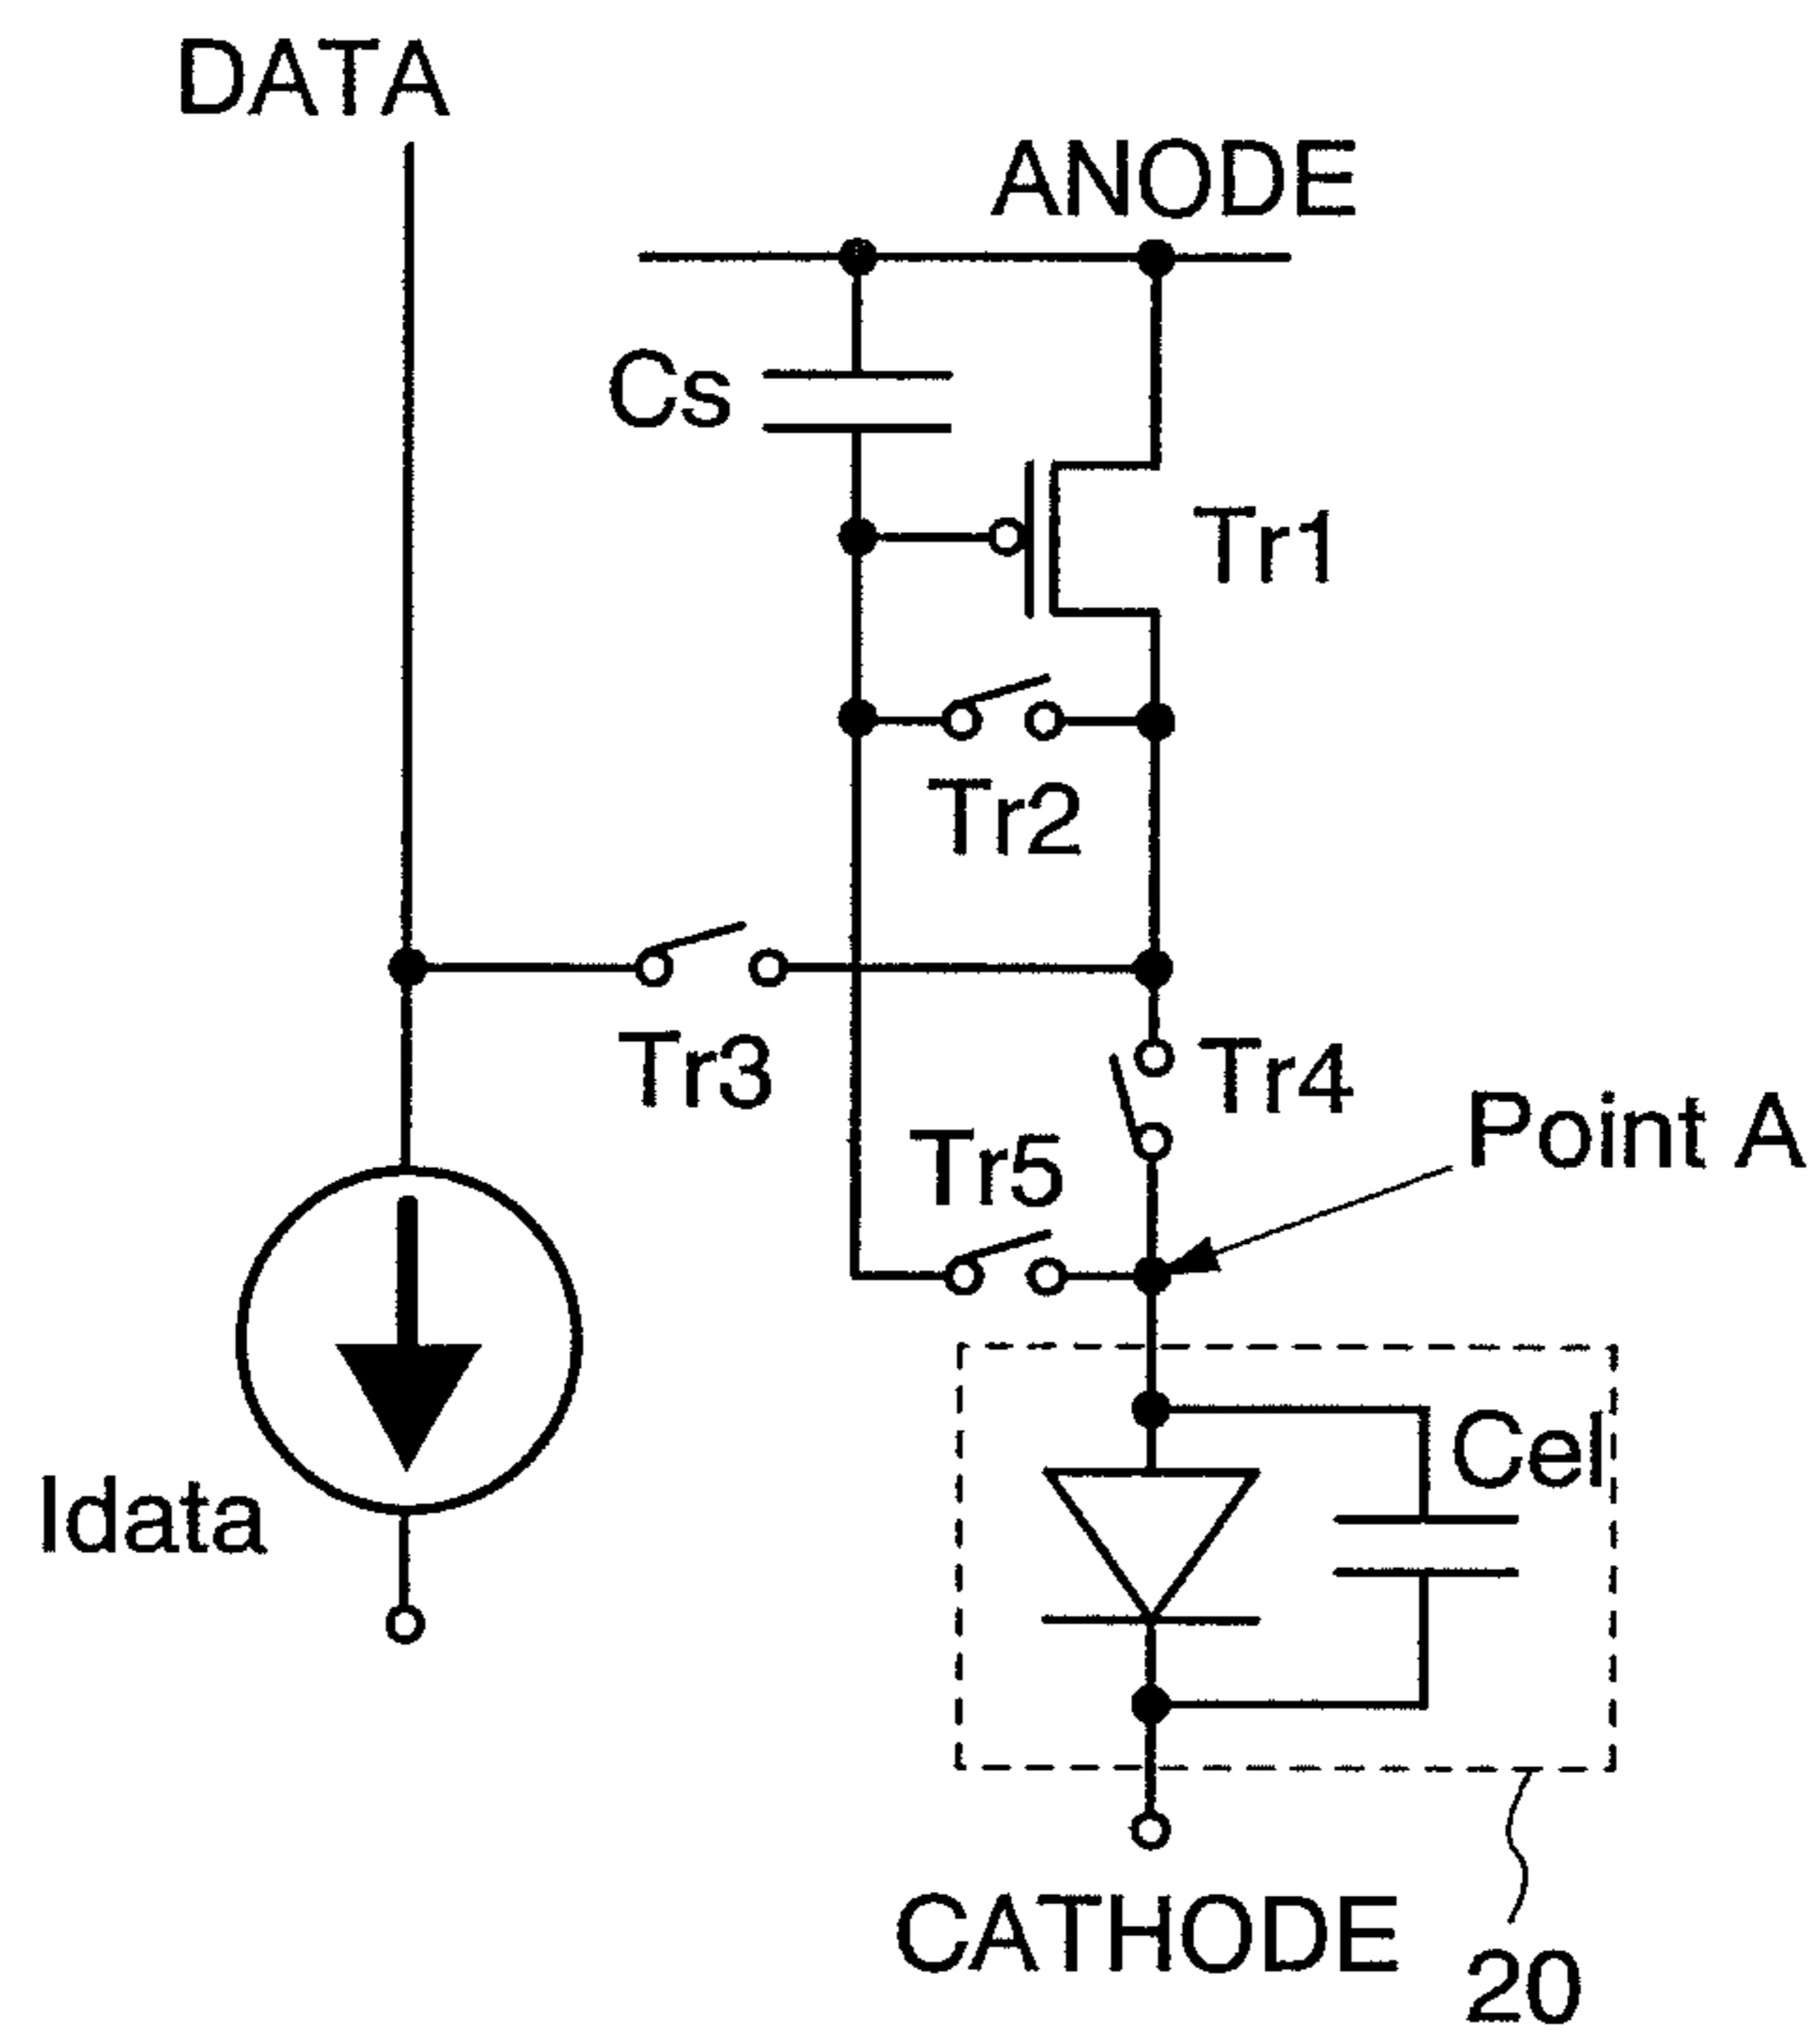 DATA
ANODE
Cs
Tr1
Tr2
Tr3
Tr4
Point A
Tr5
Cel
Idata
CATHODE
20